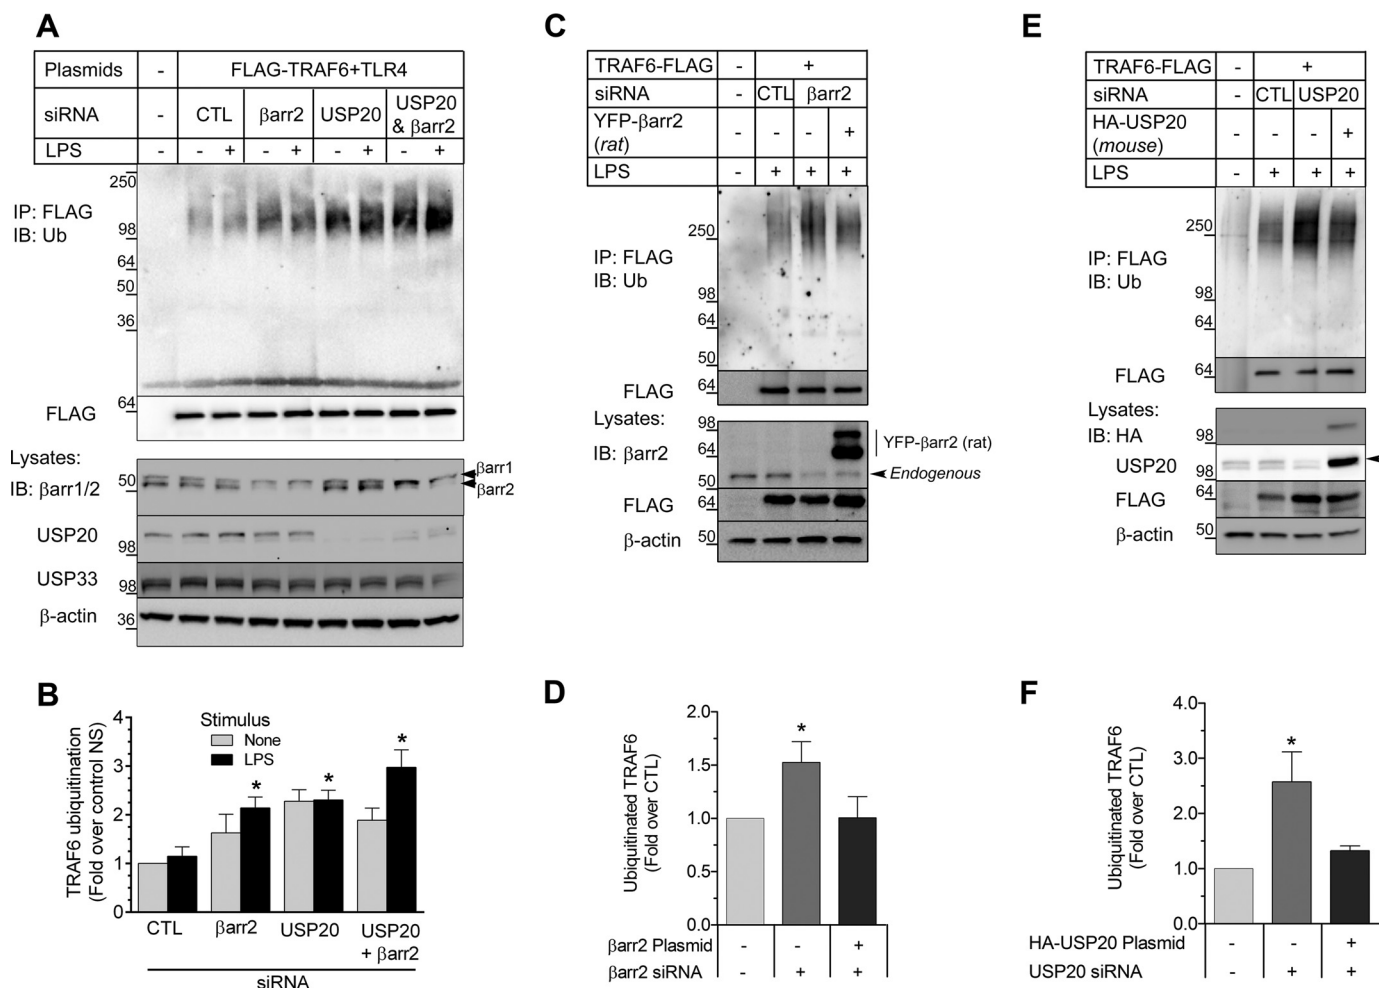 A
Plasmids - FLAG-TRAF6+TLR4
siRNA - CTL βarr2 USP20 USP20 & βarr2
LPS - - + - + - + - +
IP: FLAG
IB: Ub
250
98
64
50
36
FLAG
64
Lysates:
IB: βarr1/2
50
βarr1
βarr2
USP20
98
USP33
98
β-actin
36
B
TRAF6 ubiquitination
(Fold over control NS)
4
3
2
1
0
Stimulus
None
LPS
* * *
CTL βarr2 USP20 USP20
+ βarr2
siRNA
C
TRAF6-FLAG - +
siRNA - CTL βarr2
YFP-βarr2
(rat)
- - - +
LPS - + + +
IP: FLAG
IB: Ub
250
98
64
50
FLAG
64
Lysates:
IB: βarr2
98
64
50
YFP-βarr2 (rat)
Endogenous
FLAG
64
β-actin
50
D
Ubiquitinated TRAF6
(Fold over CTL)
2.0
1.5
1.0
0.5
0.0
*
βarr2 Plasmid - - +
βarr2 siRNA - + +
E
TRAF6-FLAG - +
siRNA - CTL USP20
HA-USP20
(mouse)
- - - +
LPS - + + +
IP: FLAG
IB: Ub
250
98
64
50
FLAG
64
Lysates:
IB: HA
98
USP20
98
FLAG
64
β-actin
50
F
Ubiquitinated TRAF6
(Fold over CTL)
4.0
3.0
2.0
1.0
0.0
*
HA-USP20 Plasmid - - +
USP20 siRNA - + +